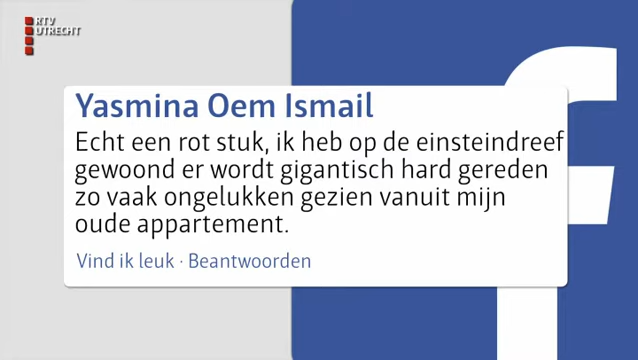 RTV
UTRECHT
Yasmina Oem Ismail
Echt een rot stuk, ik heb op de einsteindreef
gewoond er wordt gigantisch hard gereden
zo vaak ongelukken gezien vanuit mijn
oude appartement.
Vind ik leuk · Beantwoorden